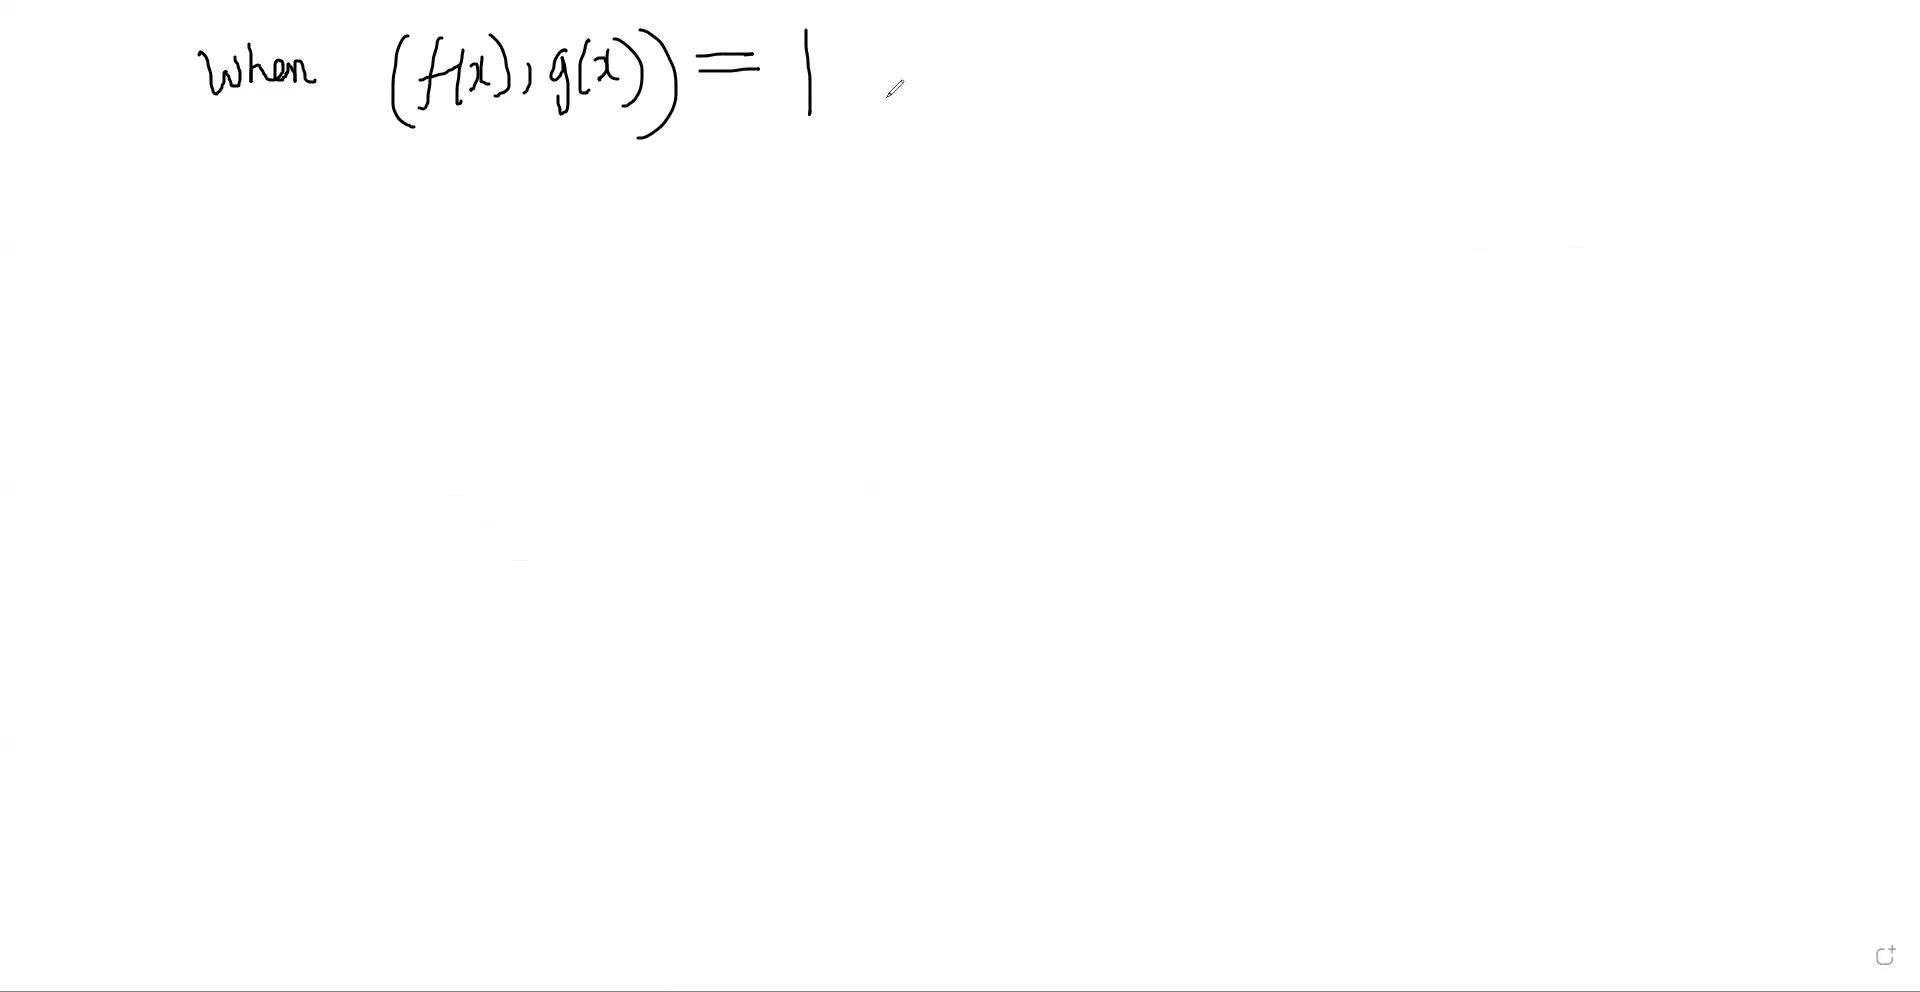 when (f(x), g(x)) = 1